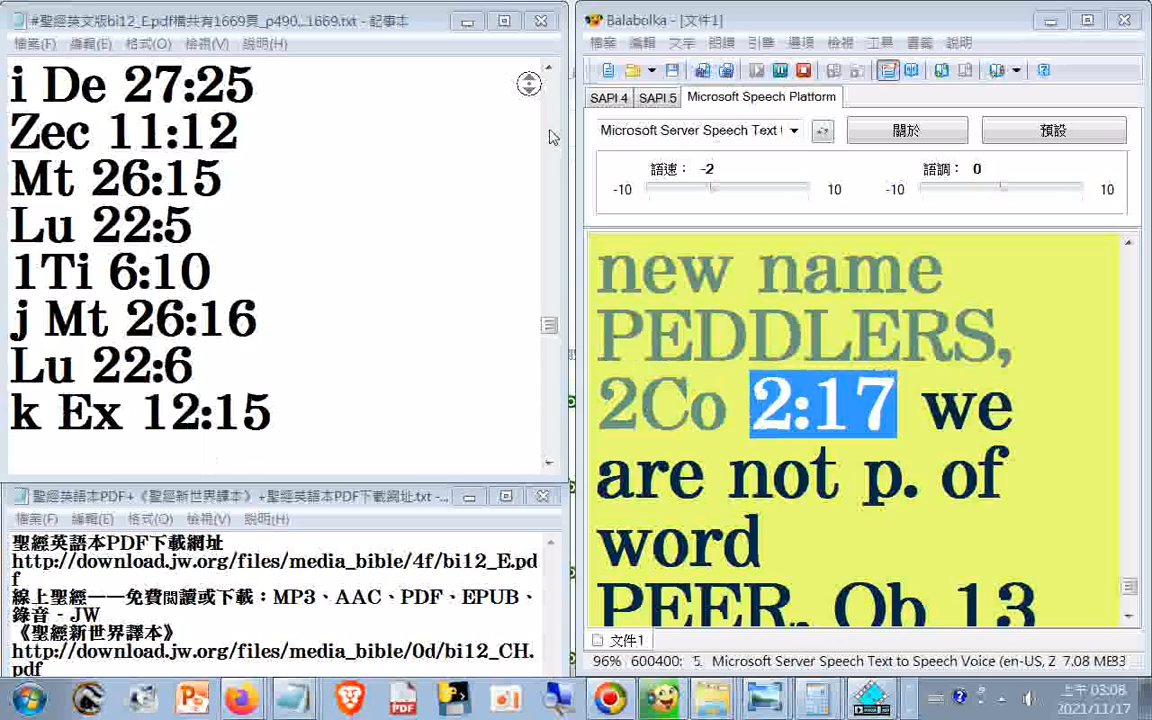 #聖經英文版bi12_E.pdf檔共有1669頁_p490...1669.txt - 記事本
檔案(F) 編輯(E) 格式(O) 檢視(V) 說明(H)
i De 27:25
Zec 11:12
Mt 26:15
Lu 22:5
1Ti 6:10
j Mt 26:16
Lu 22:6
k Ex 12:15
聖經英語本PDF+《聖經新世界譯本》+聖經英語本PDF下載網址.txt -...
檔案(F) 編輯(E) 格式(O) 檢視(V) 說明(H)
聖經英語本PDF下載網址
http://download.jw.org/files/media_bible/4f/bi12_E.pd
f
線上聖經——免費閱讀或下載：MP3、AAC、PDF、EPUB、
錄音 - JW
《聖經新世界譯本》
http://download.jw.org/files/media_bible/0d/bi12_CH.
pdf
Balabolka - [文件1]
檔案 編輯 文字 朗讀 引擎 選項 檢視 工具 書籤 說明
SAPI 4 SAPI 5 Microsoft Speech Platform
Microsoft Server Speech Text 關於 預設
語速： -2 語調： 0
-10 10 -10 10
new name
PEDDLERS,
2Co 2:17 we
are not p. of
word
PEER, Ob 13
文件1
96% 600400: Microsoft Server Speech Text to Speech Voice (en-US, Z 7.08 MB
上午 03:08
2021/11/17